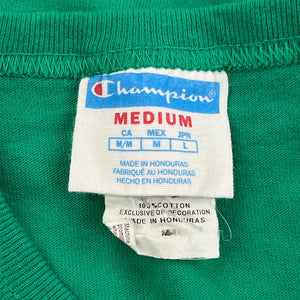 Champion
MEDIUM
CA MEX JPN
M/M M L
MADE IN HONDURAS
FABRIQUÉ AU HONDURAS
HECHO EN HONDURAS
100% COTTON
EXCLUSIVE OF DECORATION
MADE IN HONDURAS